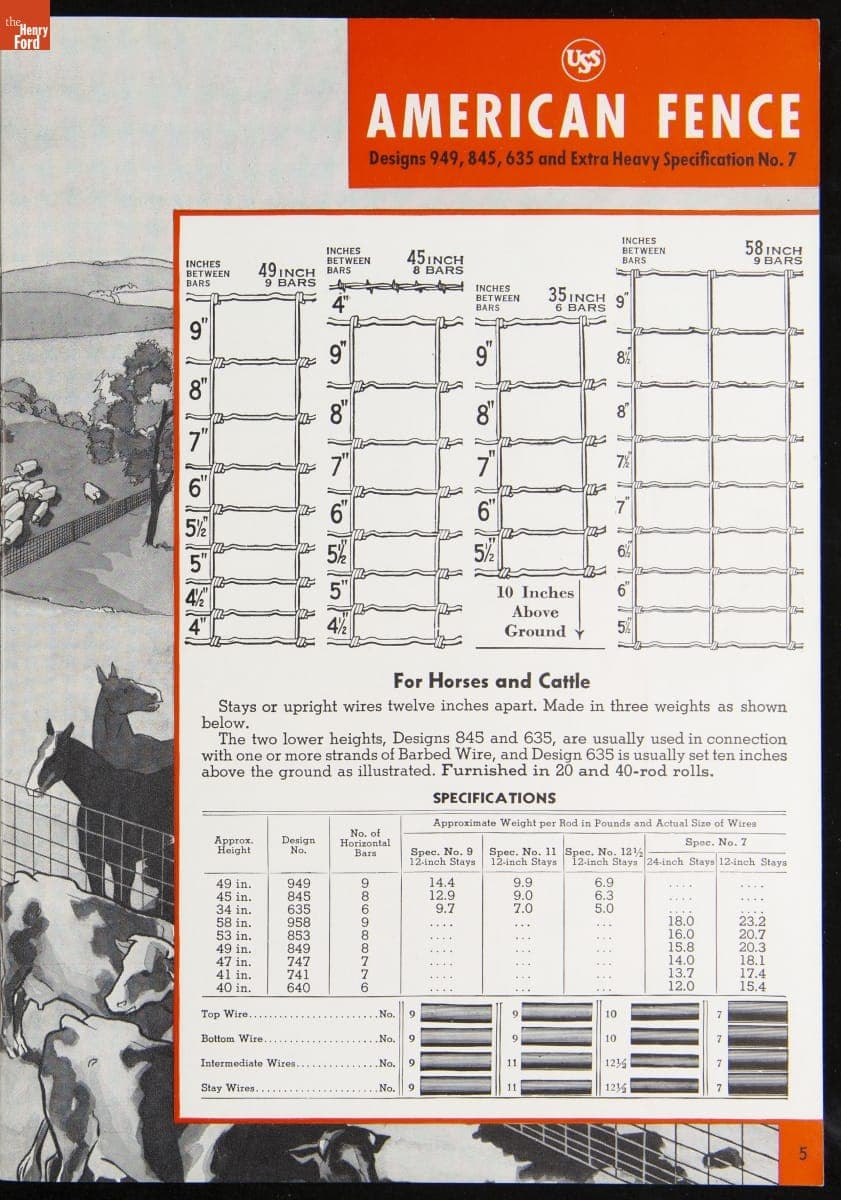 the
Henry
Ford
USS
AMERICAN FENCE
Designs 949, 845, 635 and Extra Heavy Specification No. 7
INCHES
BETWEEN
BARS
49 INCH
9 BARS
9"
8"
7"
6"
5½"
5"
4½"
4"
INCHES
BETWEEN
BARS
45 INCH
8 BARS
4"
9"
8"
7"
6"
5½"
5"
4½"
INCHES
BETWEEN
BARS
35 INCH
6 BARS
9"
8"
7"
6"
5½"
10 Inches
Above
Ground
INCHES
BETWEEN
BARS
58 INCH
9 BARS
9"
8½"
8"
7½"
7"
6½"
6"
5½"
For Horses and Cattle
Stays or upright wires twelve inches apart. Made in three weights as shown
below.
The two lower heights, Designs 845 and 635, are usually used in connection
with one or more strands of Barbed Wire, and Design 635 is usually set ten inches
above the ground as illustrated. Furnished in 20 and 40-rod rolls.
SPECIFICATIONS
Approx.
Height
Design
No.
No. of
Horizontal
Bars
Approximate Weight per Rod in Pounds and Actual Size of Wires
Spec. No. 9
12-inch Stays
Spec. No. 11
12-inch Stays
Spec. No. 12½
12-inch Stays
Spec. No. 7
24-inch Stays 12-inch Stays
49 in. 949 9 14.4 9.9 6.9 .... ....
45 in. 845 8 12.9 9.0 6.3 .... ....
34 in. 635 6 9.7 7.0 5.0 .... ....
58 in. 958 9 .... ... ... 18.0 23.2
53 in. 853 8 .... ... ... 16.0 20.7
49 in. 849 8 .... ... ... 15.8 20.3
47 in. 747 7 .... ... ... 14.0 18.1
41 in. 741 7 .... ... ... 13.7 17.4
40 in. 640 6 .... ... ... 12.0 15.4
Top Wire.......................No. 9 9 10 7
Bottom Wire....................No. 9 9 10 7
Intermediate Wires..............No. 9 11 12½ 7
Stay Wires.....................No. 9 11 12½ 7
5